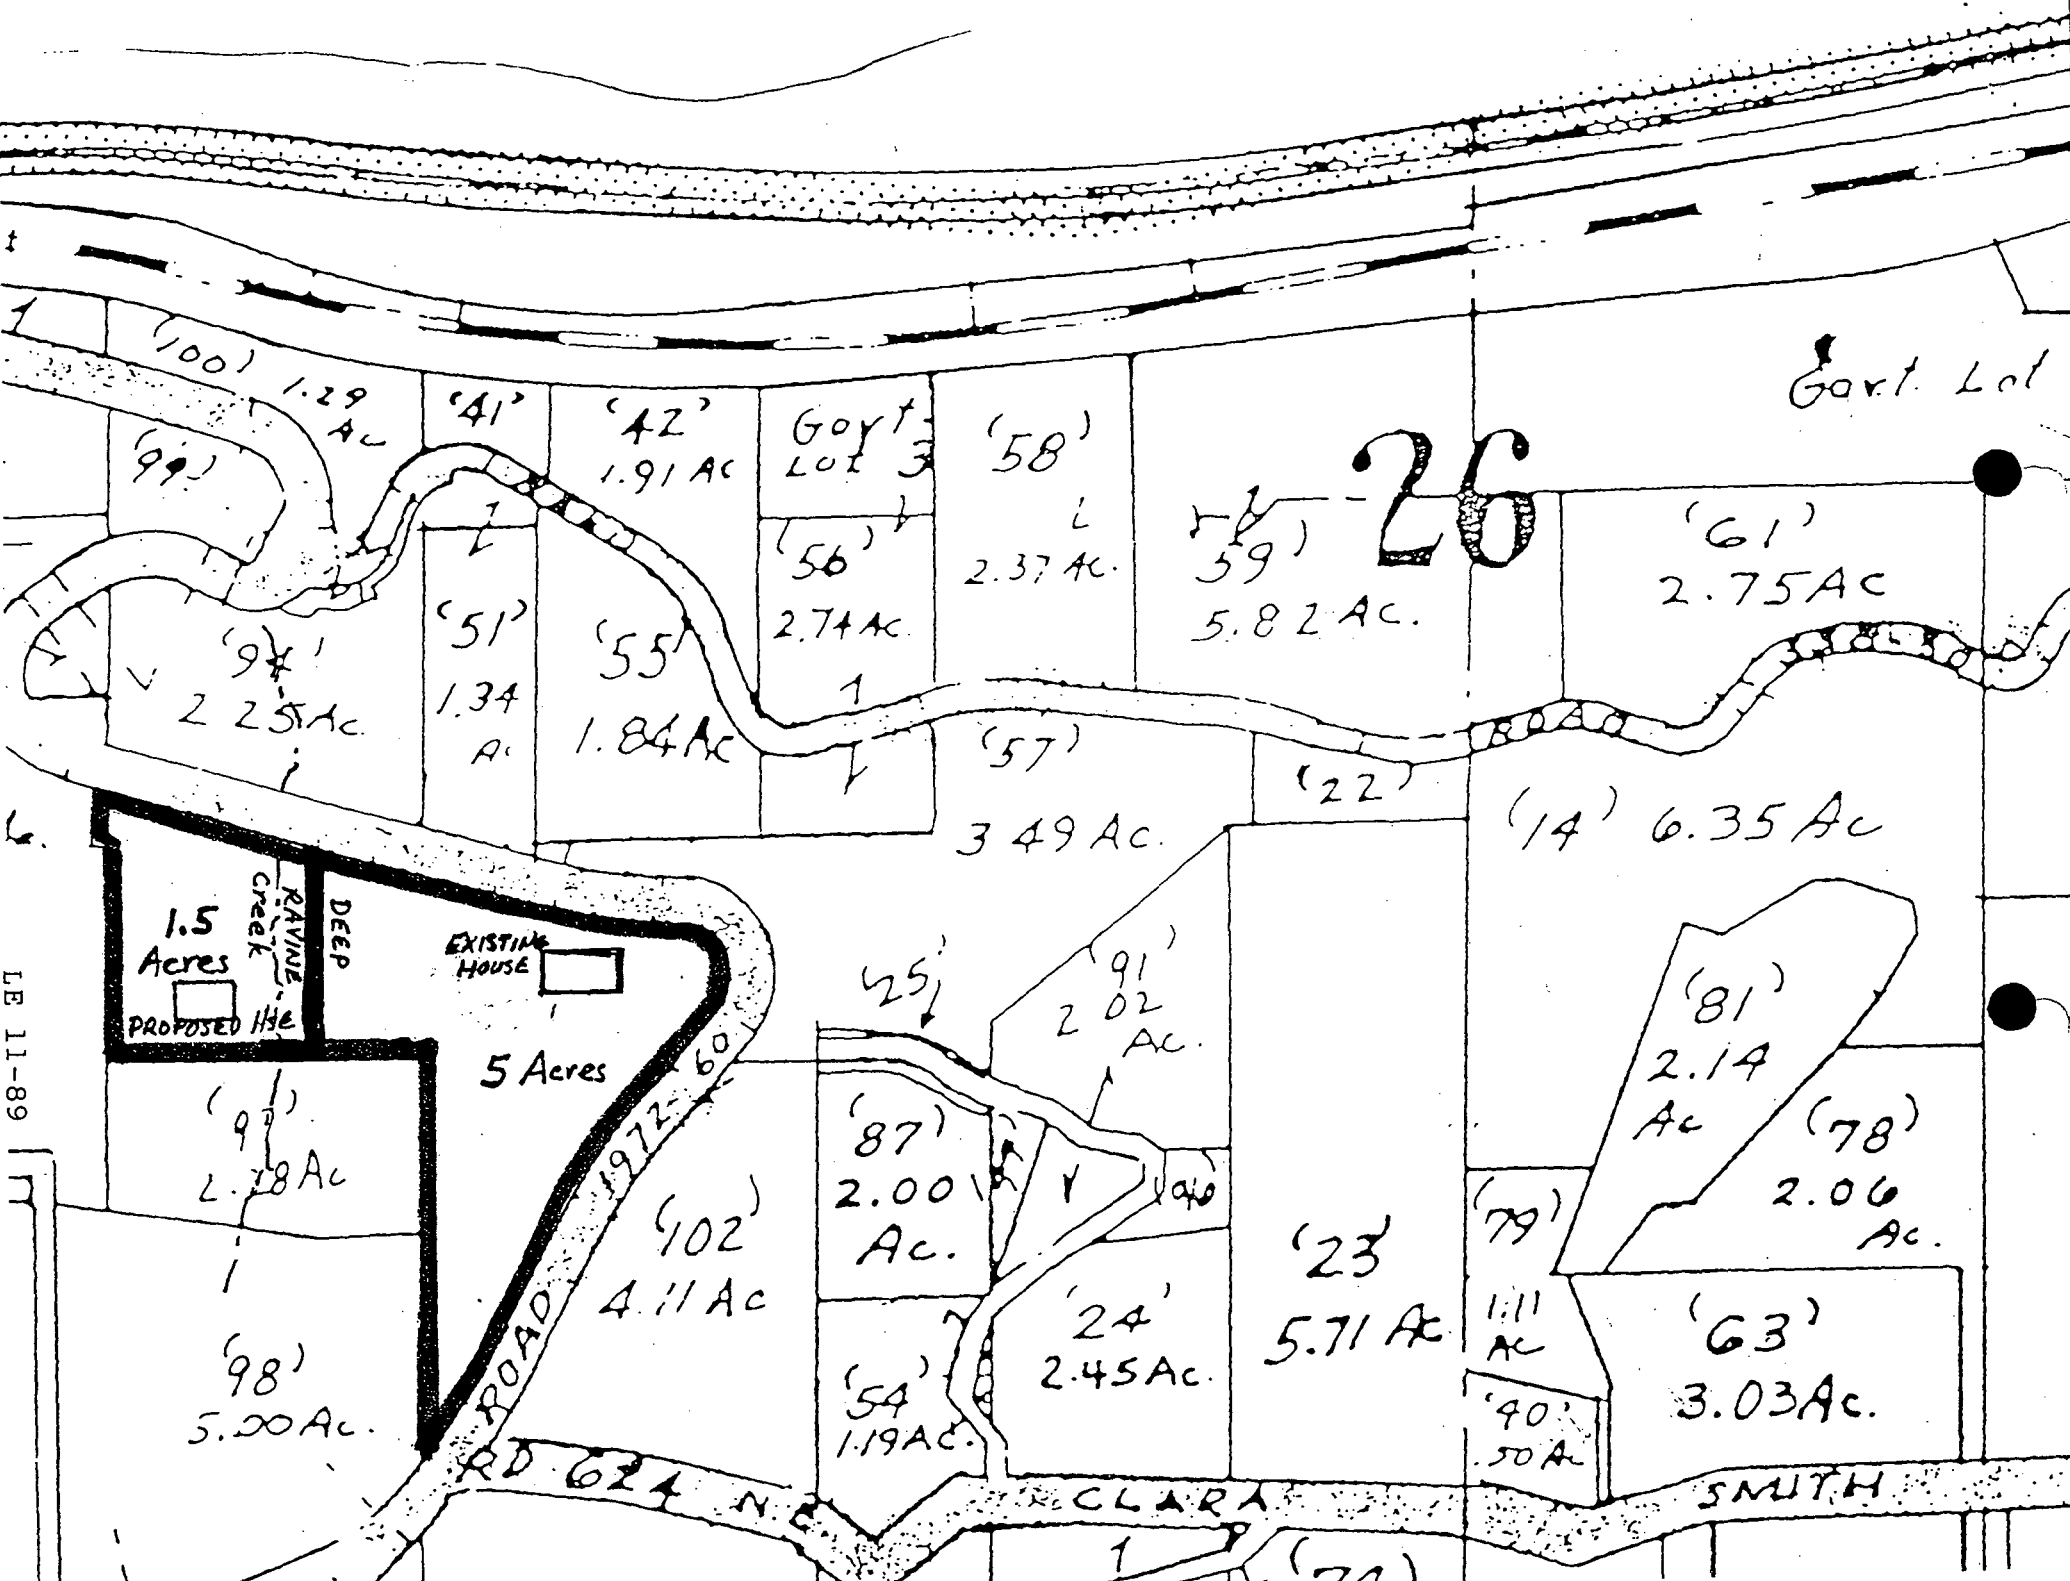 (100)
1.29
Ac
'41'
'42'
1.91 Ac
Gov't
Lot 3
(58)
2.37 Ac.
26
Gov't. Lot
(99)
(56)
2.74 Ac.
59)
5.82 Ac.
(61)
2.75 Ac
'94'
2 25 Ac.
'51'
1.34
Ac
'55'
1.84 Ac
ROAD
(57)
3 49 Ac.
(22)
(14) 6.35 Ac
6.
1.5
Acres
Creek
RAVINE
DEEP
PROPOSED HSE
EXISTING
HOUSE
5 Acres
LE 11-89
'25'
(91)
2 02
Ac.
(81)
2.14
Ac
(78)
2.06
Ac.
1972-60
ROAD
(87)
2.00
Ac.
(102)
4.11 Ac
'23'
5.71 Ac
(79)
1.11
AC
'24'
2.45 Ac.
(54)
1.19 AC.
'98'
5.00 Ac.
'40'
.50 Ac
'63'
3.03 Ac.
RD 624 NE
CLARA SMITH